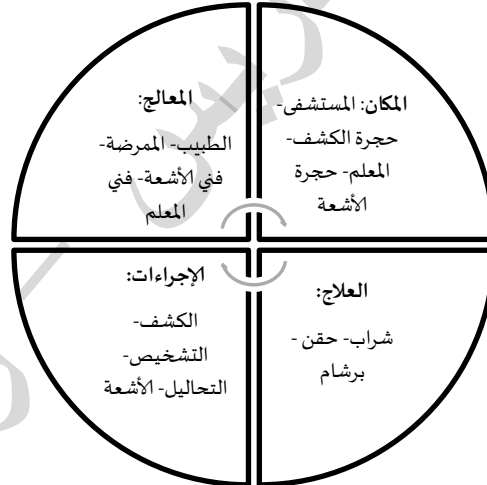 المكان: المستشفى-
حجرة الكشف-
المعلم- حجرة
الأشعة
المعالج:
الطبيب- الممرضة-
فني الأشعة- فني
المعلم
العلاج:
شراب- حقن -
برشام
الإجراءات:
الكشف-
التشخيص-
التحاليل- الأشعة